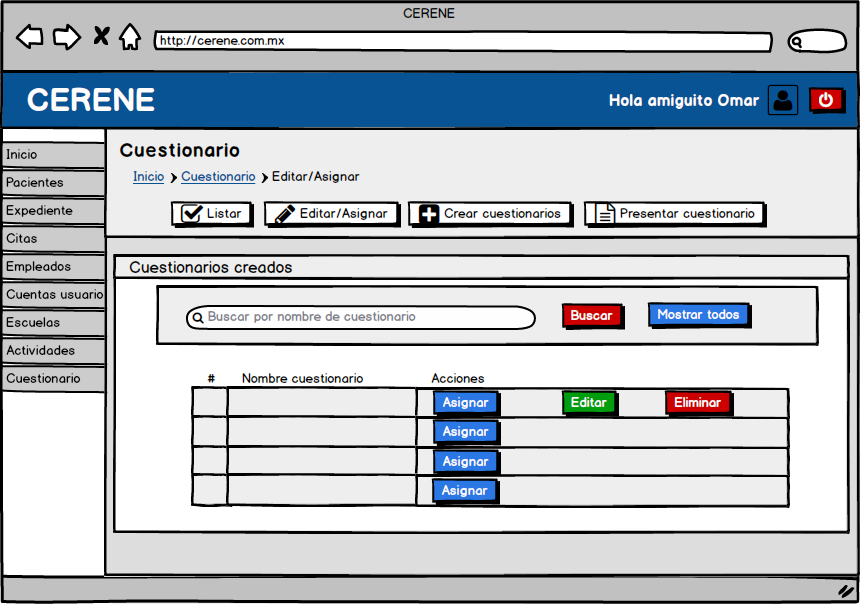 CERENE
http://cerene.com.mx
CERENE
Hola amiguito Omar
Inicio
Pacientes
Expediente
Citas
Empleados
Cuentas usuario
Escuelas
Actividades
Cuestionario
Cuestionario
Inicio Cuestionario Editar/Asignar
Listar Editar/Asignar Crear cuestionarios Presentar cuestionario
Cuestionarios creados
Buscar por nombre de cuestionario Buscar Mostrar todos
# Nombre cuestionario Acciones
Asignar Editar Eliminar
Asignar
Asignar
Asignar